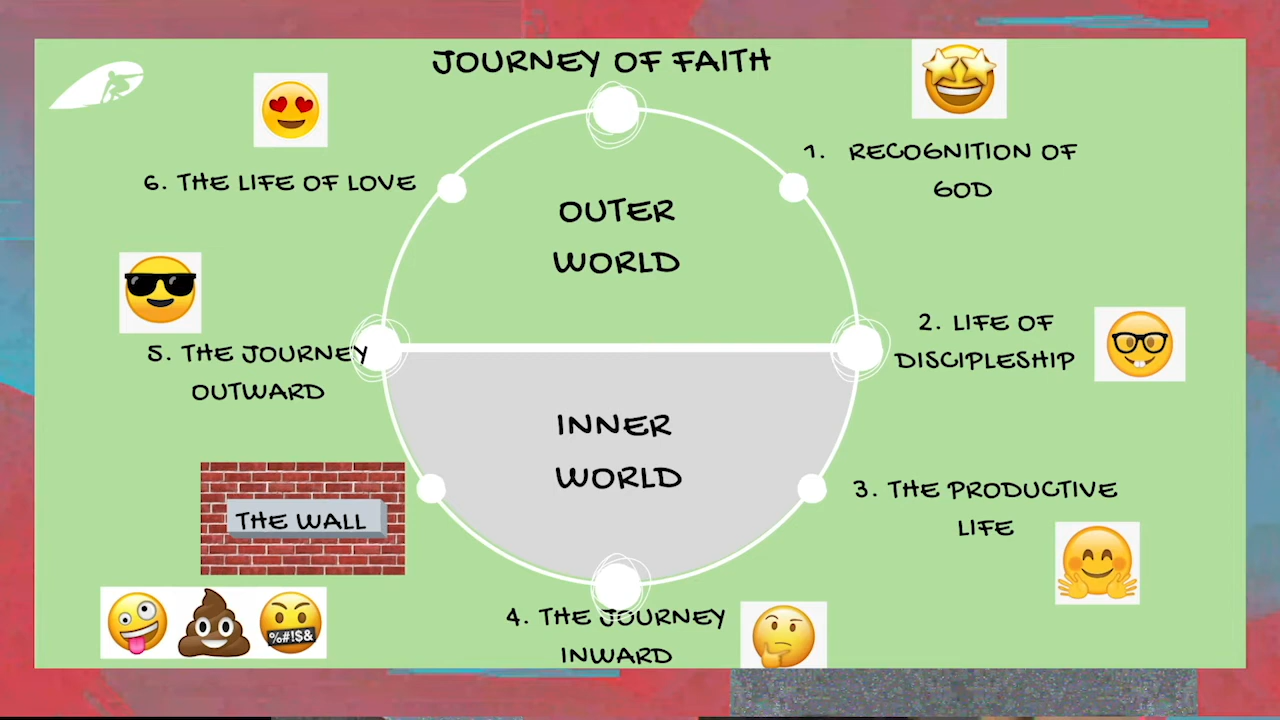 JOURNEY OF FAITH
1. RECOGNITION OF
GOD
2. LIFE OF
DISCIPLESHIP
3. THE PRODUCTIVE
LIFE
4. THE JOURNEY
INWARD
THE WALL
%#!$&
5. THE JOURNEY
OUTWARD
6. THE LIFE OF LOVE
OUTER
WORLD
INNER
WORLD